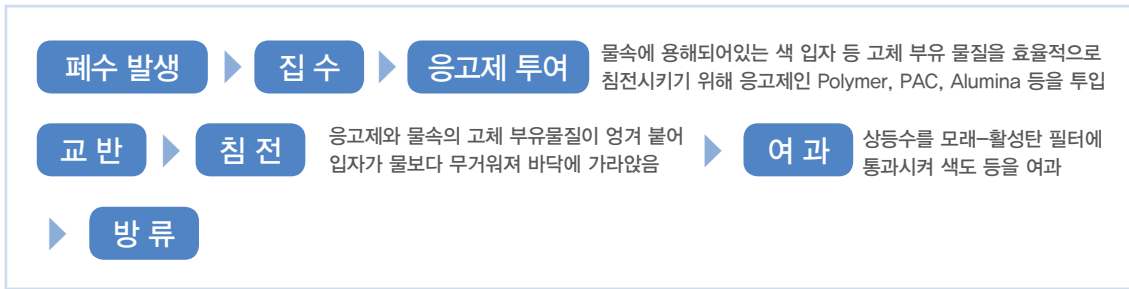 폐수 발생
집 수
응고제 투여
물속에 용해되어있는 색 입자 등 고체 부유 물질을 효율적으로
침전시키기 위해 응고제인 Polymer, PAC, Alumina 등을 투입
교 반
침 전
응고제와 물속의 고체 부유물질이 엉겨 붙어
입자가 물보다 무거워져 바닥에 가라앉음
여 과
상등수를 모래-활성탄 필터에
통과시켜 색도 등을 여과
방 류